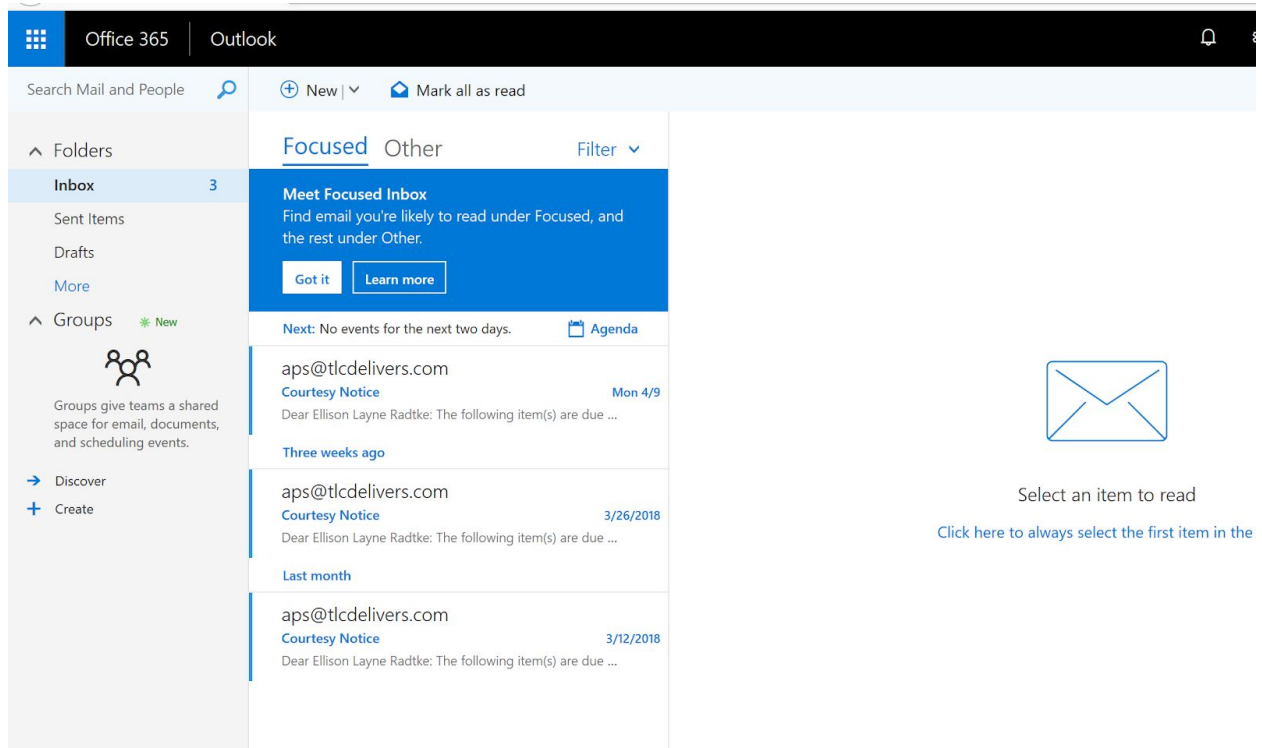 Office 365 Outlook
Search Mail and People
New | Mark all as read
Folders
Inbox 3
Sent Items
Drafts
More
Groups New
Groups give teams a shared
space for email, documents,
and scheduling events.
Discover
Create
Focused Other Filter
Meet Focused Inbox
Find email you're likely to read under Focused, and
the rest under Other.
Got it Learn more
Next: No events for the next two days. Agenda
aps@tlcdelivers.com
Courtesy Notice Mon 4/9
Dear Ellison Layne Radtke: The following item(s) are due ...
Three weeks ago
aps@tlcdelivers.com
Courtesy Notice 3/26/2018
Dear Ellison Layne Radtke: The following item(s) are due ...
Last month
aps@tlcdelivers.com
Courtesy Notice 3/12/2018
Dear Ellison Layne Radtke: The following item(s) are due ...
Select an item to read
Click here to always select the first item in the